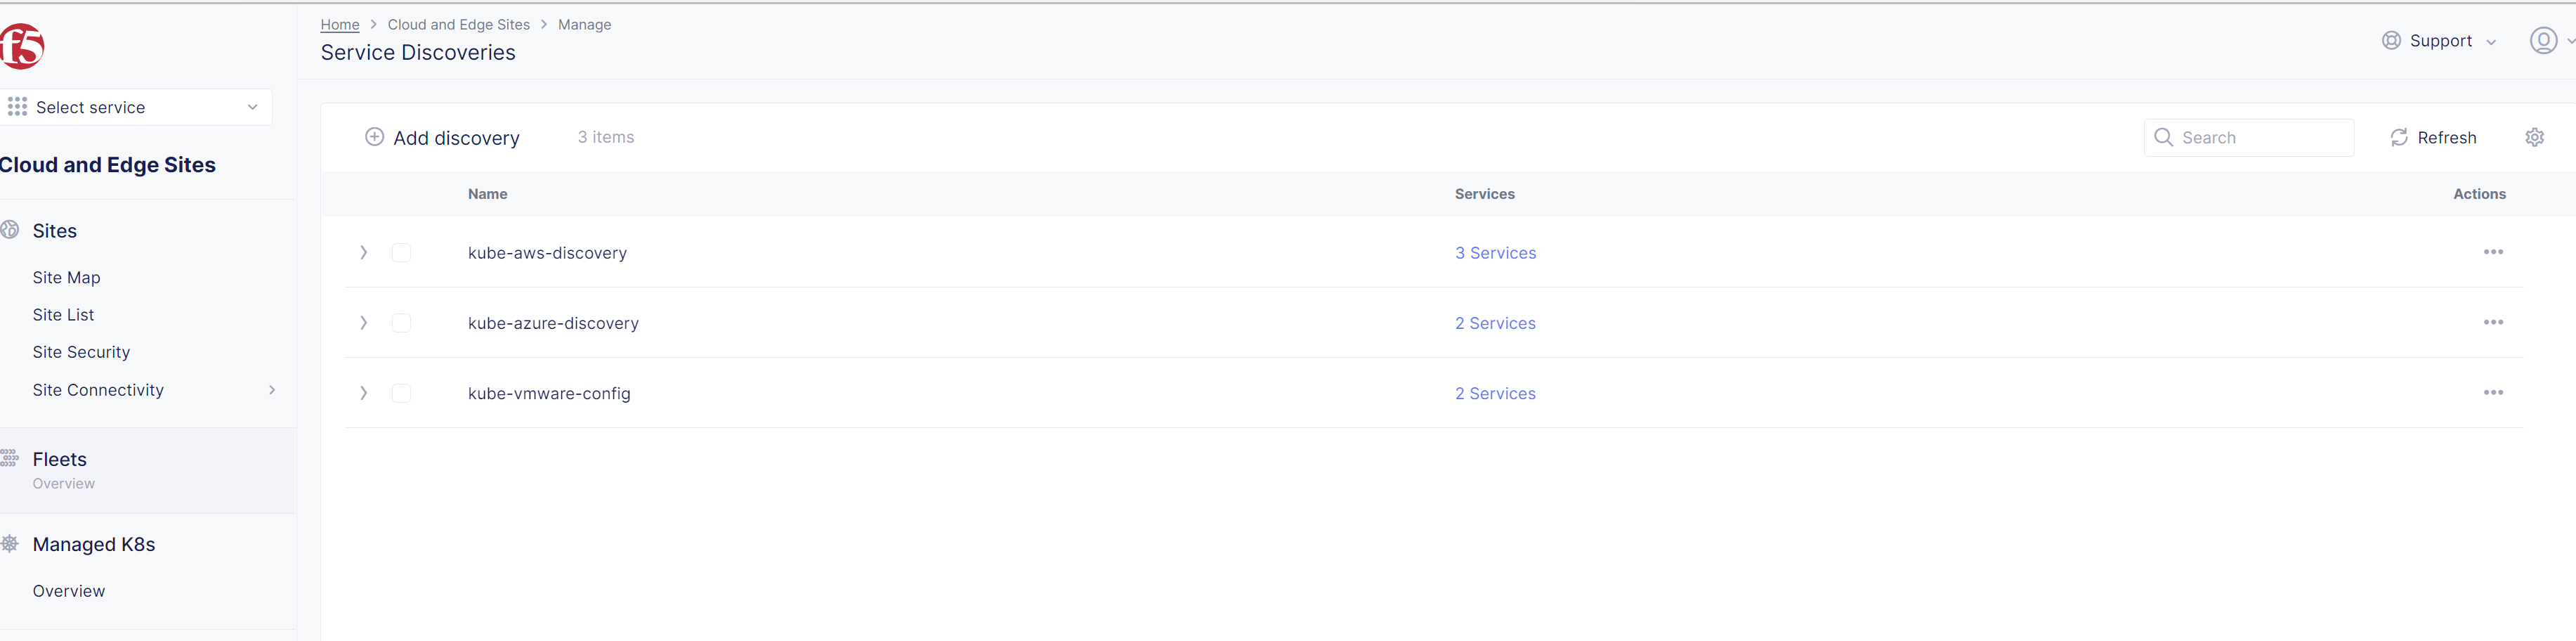 Home > Cloud and Edge Sites > Manage
Service Discoveries
Support
f5
Select service
Cloud and Edge Sites
Sites
Site Map
Site List
Site Security
Site Connectivity
Fleets
Overview
Managed K8s
Overview
Add discovery 3 items Search Refresh
Name Services Actions
kube-aws-discovery 3 Services
kube-azure-discovery 2 Services
kube-vmware-config 2 Services